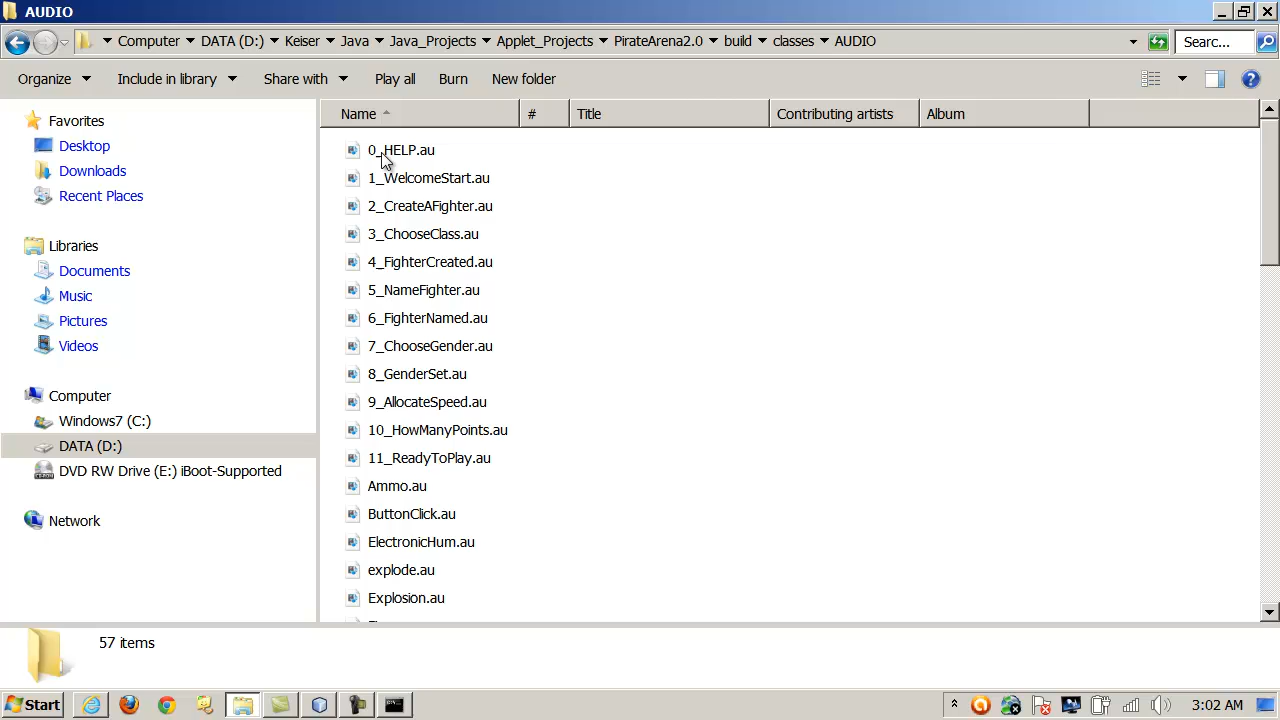 AUDIO
Computer DATA (D:) Keiser Java Java_Projects Applet_Projects PirateArena2.0 build classes AUDIO Searc...
Organize Include in library Share with Play all Burn New folder
Name # Title Contributing artists Album
Favorites
Desktop
Downloads
Recent Places
Libraries
Documents
Music
Pictures
Videos
Computer
Windows7 (C:)
DATA (D:)
DVD RW Drive (E:) iBoot-Supported
Network
0_HELP.au
1_WelcomeStart.au
2_CreateAFighter.au
3_ChooseClass.au
4_FighterCreated.au
5_NameFighter.au
6_FighterNamed.au
7_ChooseGender.au
8_GenderSet.au
9_AllocateSpeed.au
10_HowManyPoints.au
11_ReadyToPlay.au
Ammo.au
ButtonClick.au
ElectronicHum.au
explode.au
Explosion.au
57 items
Start 3:02 AM